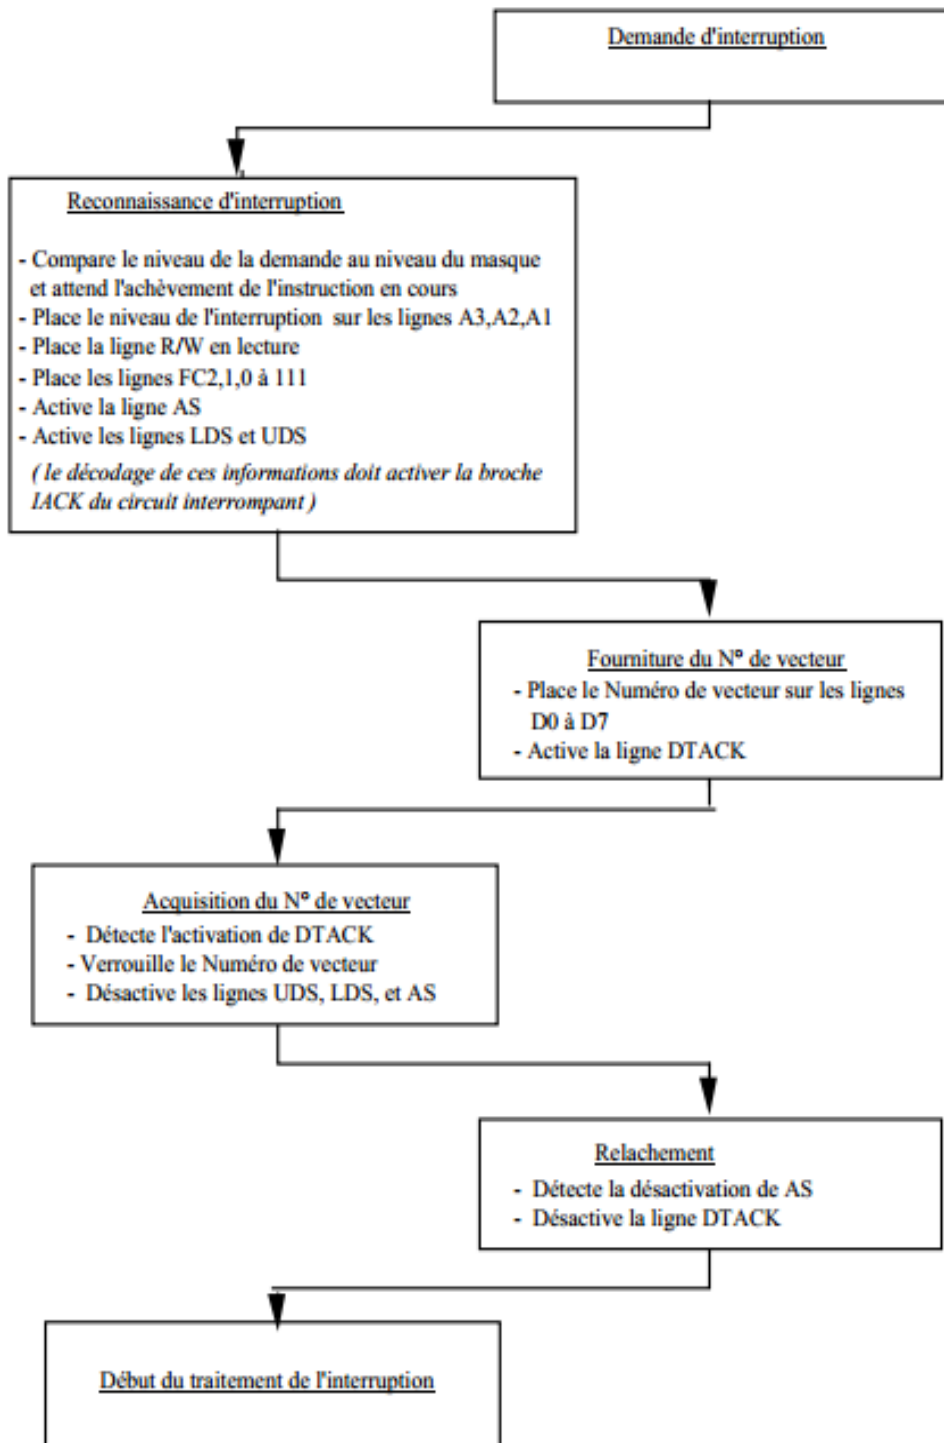 Demande d'interruption
Reconnaissance d'interruption
- Compare le niveau de la demande au niveau du masque
et attend l'achèvement de l'instruction en cours
- Place le niveau de l'interruption sur les lignes A3,A2,A1
- Place la ligne R/W en lecture
- Place les lignes FC2,1,0 à 111
- Active la ligne AS
- Active les lignes LDS et UDS
( le décodage de ces informations doit activer la broche
IACK du circuit interrompant )
Fourniture du N° de vecteur
- Place le Numéro de vecteur sur les lignes
D0 à D7
- Active la ligne DTACK
Acquisition du N° de vecteur
- Détecte l'activation de DTACK
- Verrouille le Numéro de vecteur
- Désactive les lignes UDS, LDS, et AS
Relachement
- Détecte la désactivation de AS
- Désactive la ligne DTACK
Début du traitement de l'interruption